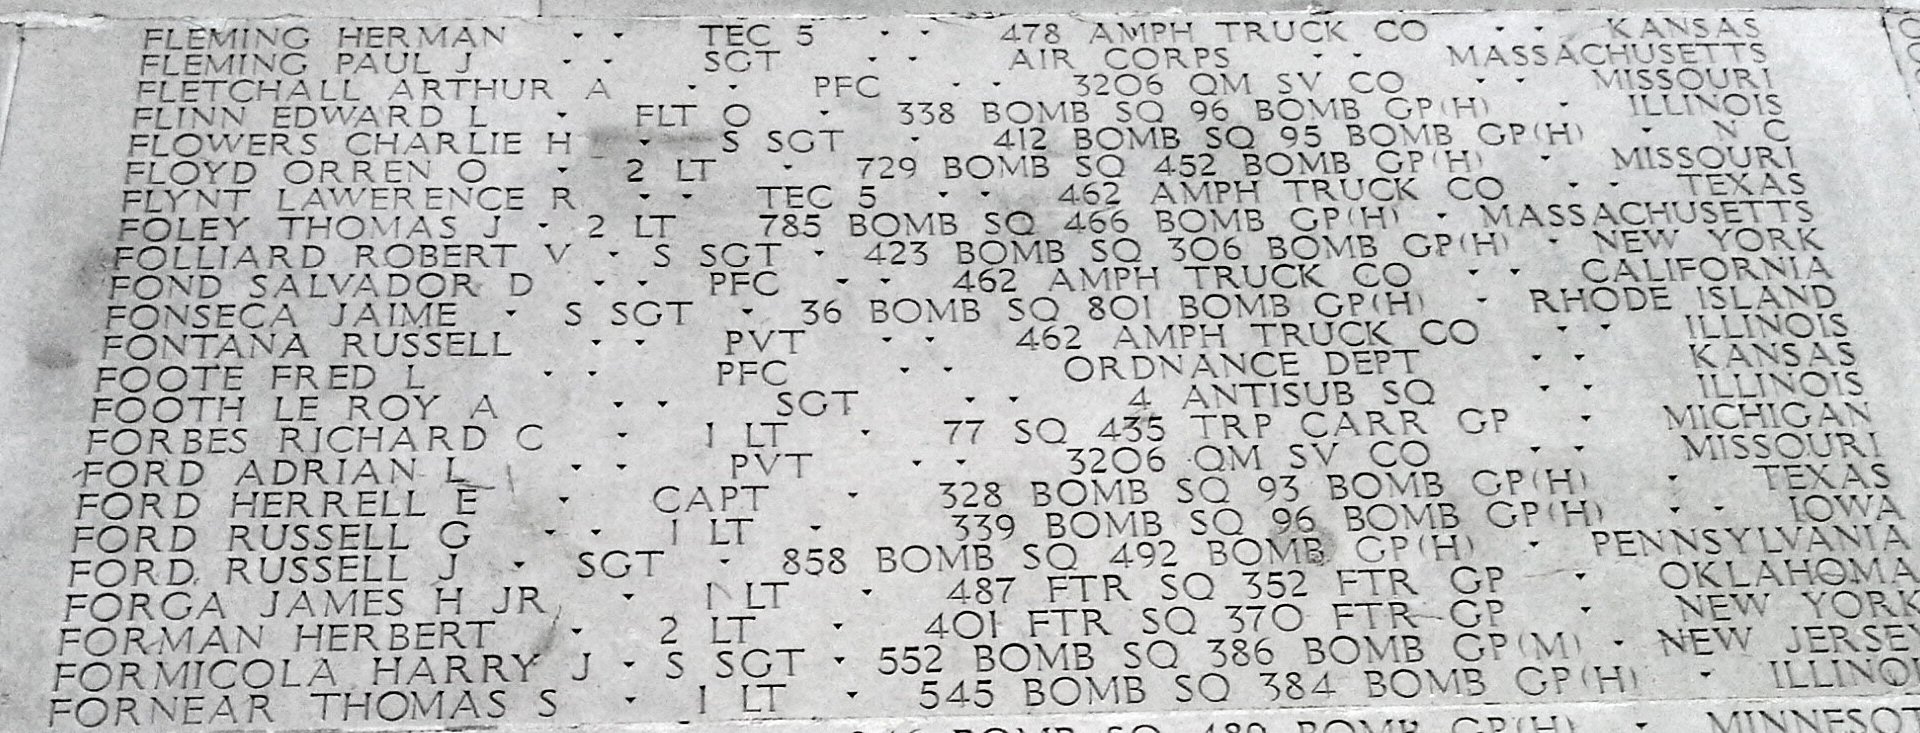 FLEMING HERMAN · · TEC 5 · · 478 AMPH TRUCK CO · · KANSAS
FLEMING PAUL J · · SGT · · AIR CORPS · · MASSACHUSETTS
FLETCHALL ARTHUR A · · PFC · · 3206 QM SV CO · · MISSOURI
FLINN EDWARD L · FLT O · 338 BOMB SQ 96 BOMB GP(H) · ILLINOIS
FLOWERS CHARLIE H · S SGT · 412 BOMB SQ 95 BOMB GP(H) · N C
FLOYD ORREN O · 2 LT · 729 BOMB SQ 452 BOMB GP(H) · MISSOURI
FLYNT LAWERENCE R · · TEC 5 · · 462 AMPH TRUCK CO · · TEXAS
FOLEY THOMAS J · 2 LT 785 BOMB SQ 466 BOMB GP(H) · MASSACHUSETTS
FOLLIARD ROBERT V · S SGT · 423 BOMB SQ 306 BOMB GP(H) · NEW YORK
FOND SALVADOR D · · PFC · · 462 AMPH TRUCK CO · · CALIFORNIA
FONSECA JAIME · S SGT · 36 BOMB SQ 801 BOMB GP(H) · RHODE ISLAND
FONTANA RUSSELL · · PVT · · 462 AMPH TRUCK CO · · ILLINOIS
FOOTE FRED L · · PFC · · ORDNANCE DEPT · · KANSAS
FOOTH LE ROY A · · SGT · · 4 ANTISUB SQ · · ILLINOIS
FORBES RICHARD C · 1 LT · 77 SQ 435 TRP CARR GP · MICHIGAN
FORD ADRIAN L · · PVT · · 3206 QM SV CO · · MISSOURI
FORD HERRELL E · CAPT · 328 BOMB SQ 93 BOMB GP(H) · TEXAS
FORD RUSSELL G · · 1 LT · 339 BOMB SQ 96 BOMB GP(H) · · IOWA
FORD RUSSELL J · SGT · 858 BOMB SQ 492 BOMB GP(H) · PENNSYLVANIA
FORGA JAMES H JR · 1 LT · 487 FTR SQ 352 FTR GP · OKLAHOMA
FORMAN HERBERT · 2 LT · 401 FTR SQ 370 FTR GP · NEW YORK
FORMICOLA HARRY J · S SGT · 552 BOMB SQ 386 BOMB GP(M) · NEW JERSEY
FORNEAR THOMAS S · 1 LT · 545 BOMB SQ 384 BOMB GP(H) · ILLINOI
BOMB SQ 489 BOMB GP(H) · MINNESOT